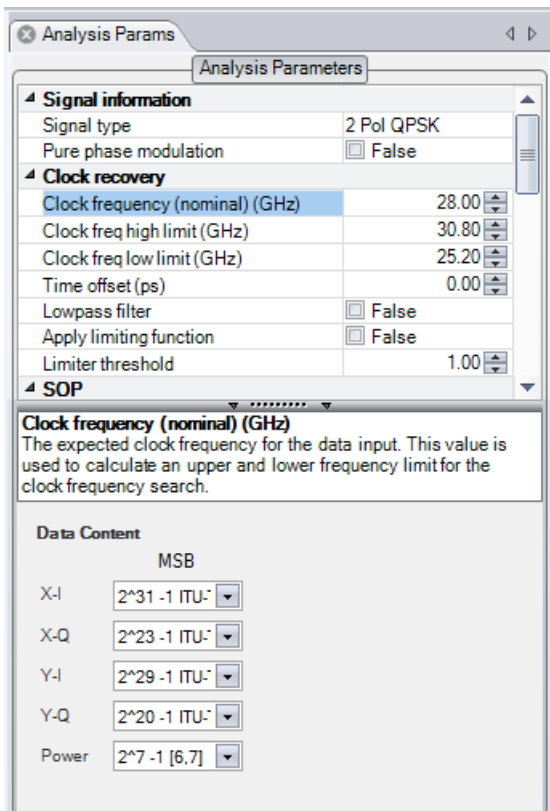 Analysis Params
Analysis Parameters
Signal information
Signal type 2 Pol QPSK
Pure phase modulation False
Clock recovery
Clock frequency (nominal) (GHz) 28.00
Clock freq high limit (GHz) 30.80
Clock freq low limit (GHz) 25.20
Time offset (ps) 0.00
Lowpass filter False
Apply limiting function False
Limiter threshold 1.00
SOP
Clock frequency (nominal) (GHz)
The expected clock frequency for the data input. This value is
used to calculate an upper and lower frequency limit for the
clock frequency search.
Data Content
MSB
X-I 2^31 -1 ITU-
X-Q 2^23 -1 ITU-
Y-I 2^29 -1 ITU-
Y-Q 2^20 -1 ITU-
Power 2^7 -1 [6,7]